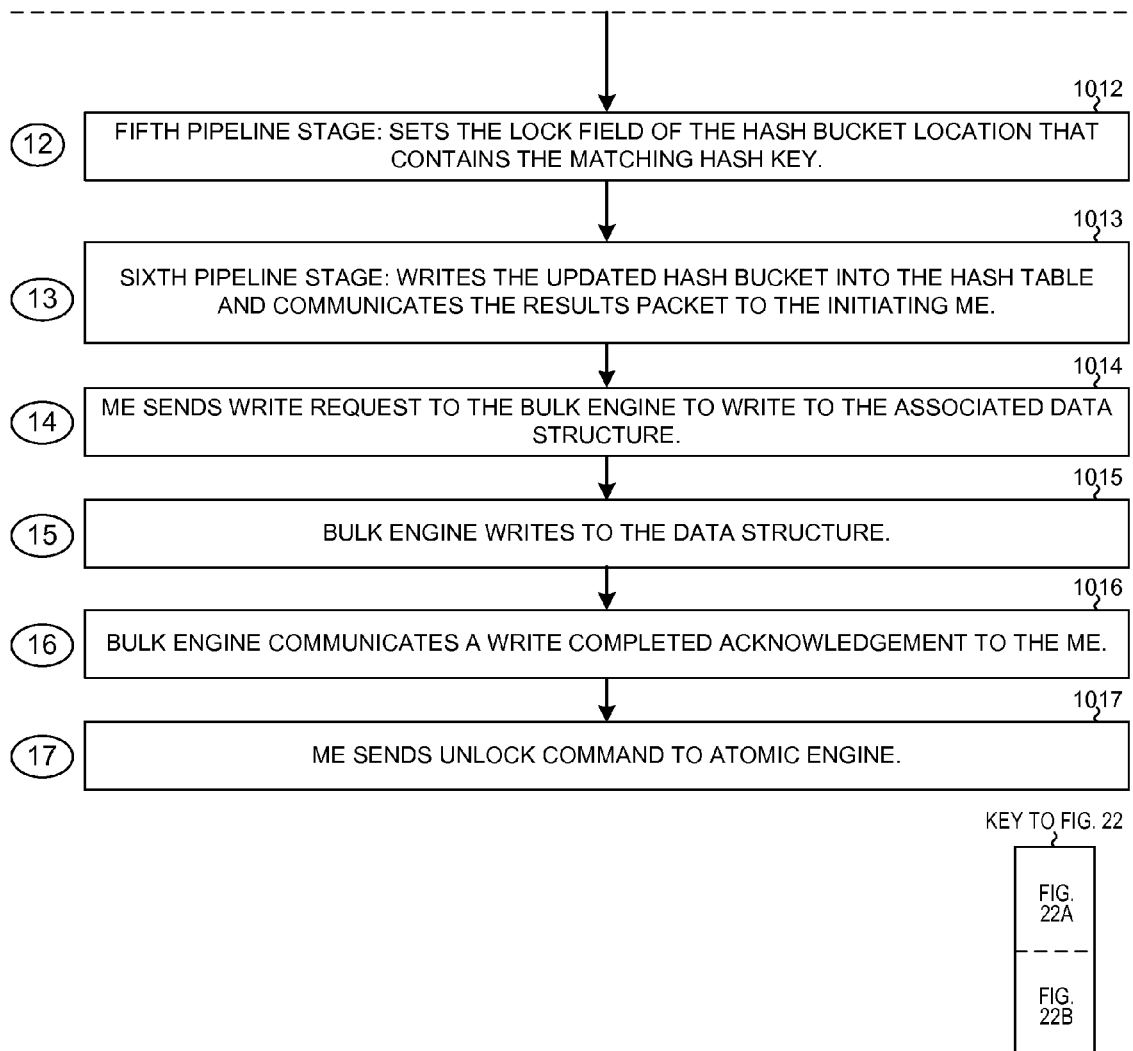 1012
12
FIFTH PIPELINE STAGE: SETS THE LOCK FIELD OF THE HASH BUCKET LOCATION THAT
CONTAINS THE MATCHING HASH KEY.
1013
13
SIXTH PIPELINE STAGE: WRITES THE UPDATED HASH BUCKET INTO THE HASH TABLE
AND COMMUNICATES THE RESULTS PACKET TO THE INITIATING ME.
1014
14
ME SENDS WRITE REQUEST TO THE BULK ENGINE TO WRITE TO THE ASSOCIATED DATA
STRUCTURE.
1015
15
BULK ENGINE WRITES TO THE DATA STRUCTURE.
1016
16
BULK ENGINE COMMUNICATES A WRITE COMPLETED ACKNOWLEDGEMENT TO THE ME.
1017
17
ME SENDS UNLOCK COMMAND TO ATOMIC ENGINE.
KEY TO FIG. 22
FIG.
22A
FIG.
22B